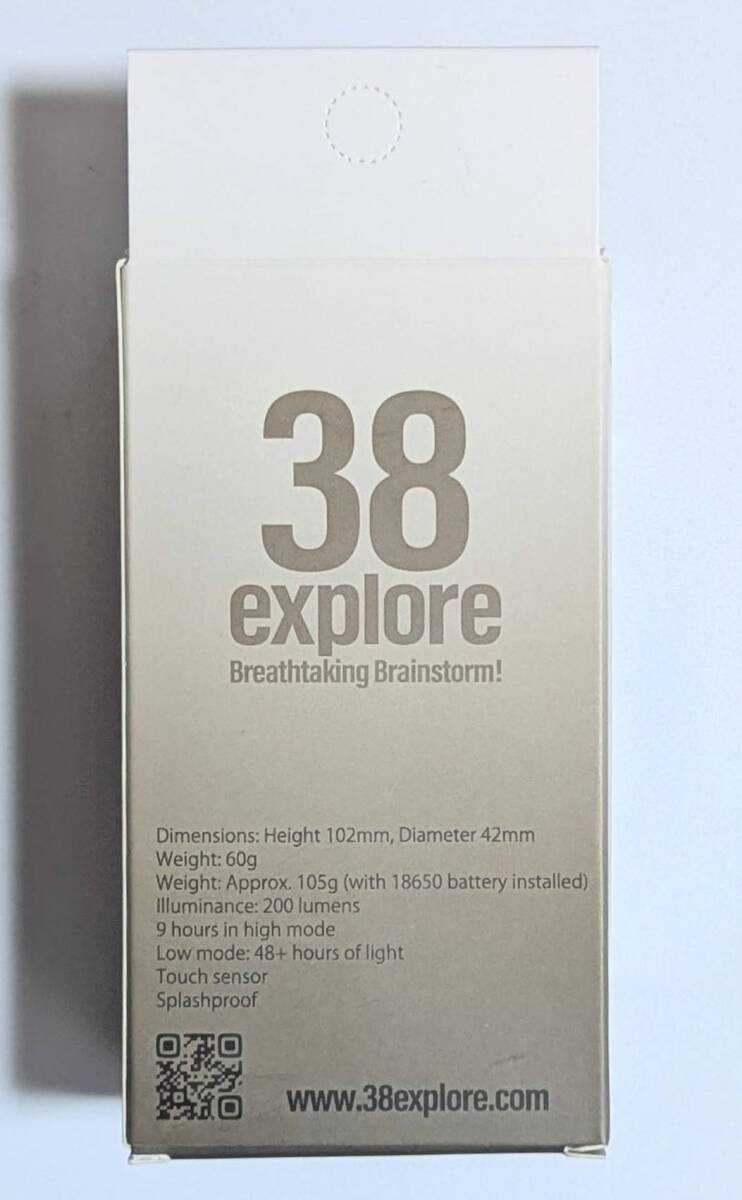 38
explore
Breathtaking Brainstorm!
Dimensions: Height 102mm, Diameter 42mm
Weight: 60g
Weight: Approx. 105g (with 18650 battery installed)
Illuminance: 200 lumens
9 hours in high mode
Low mode: 48+ hours of light
Touch sensor
Splashproof
www.38explore.com